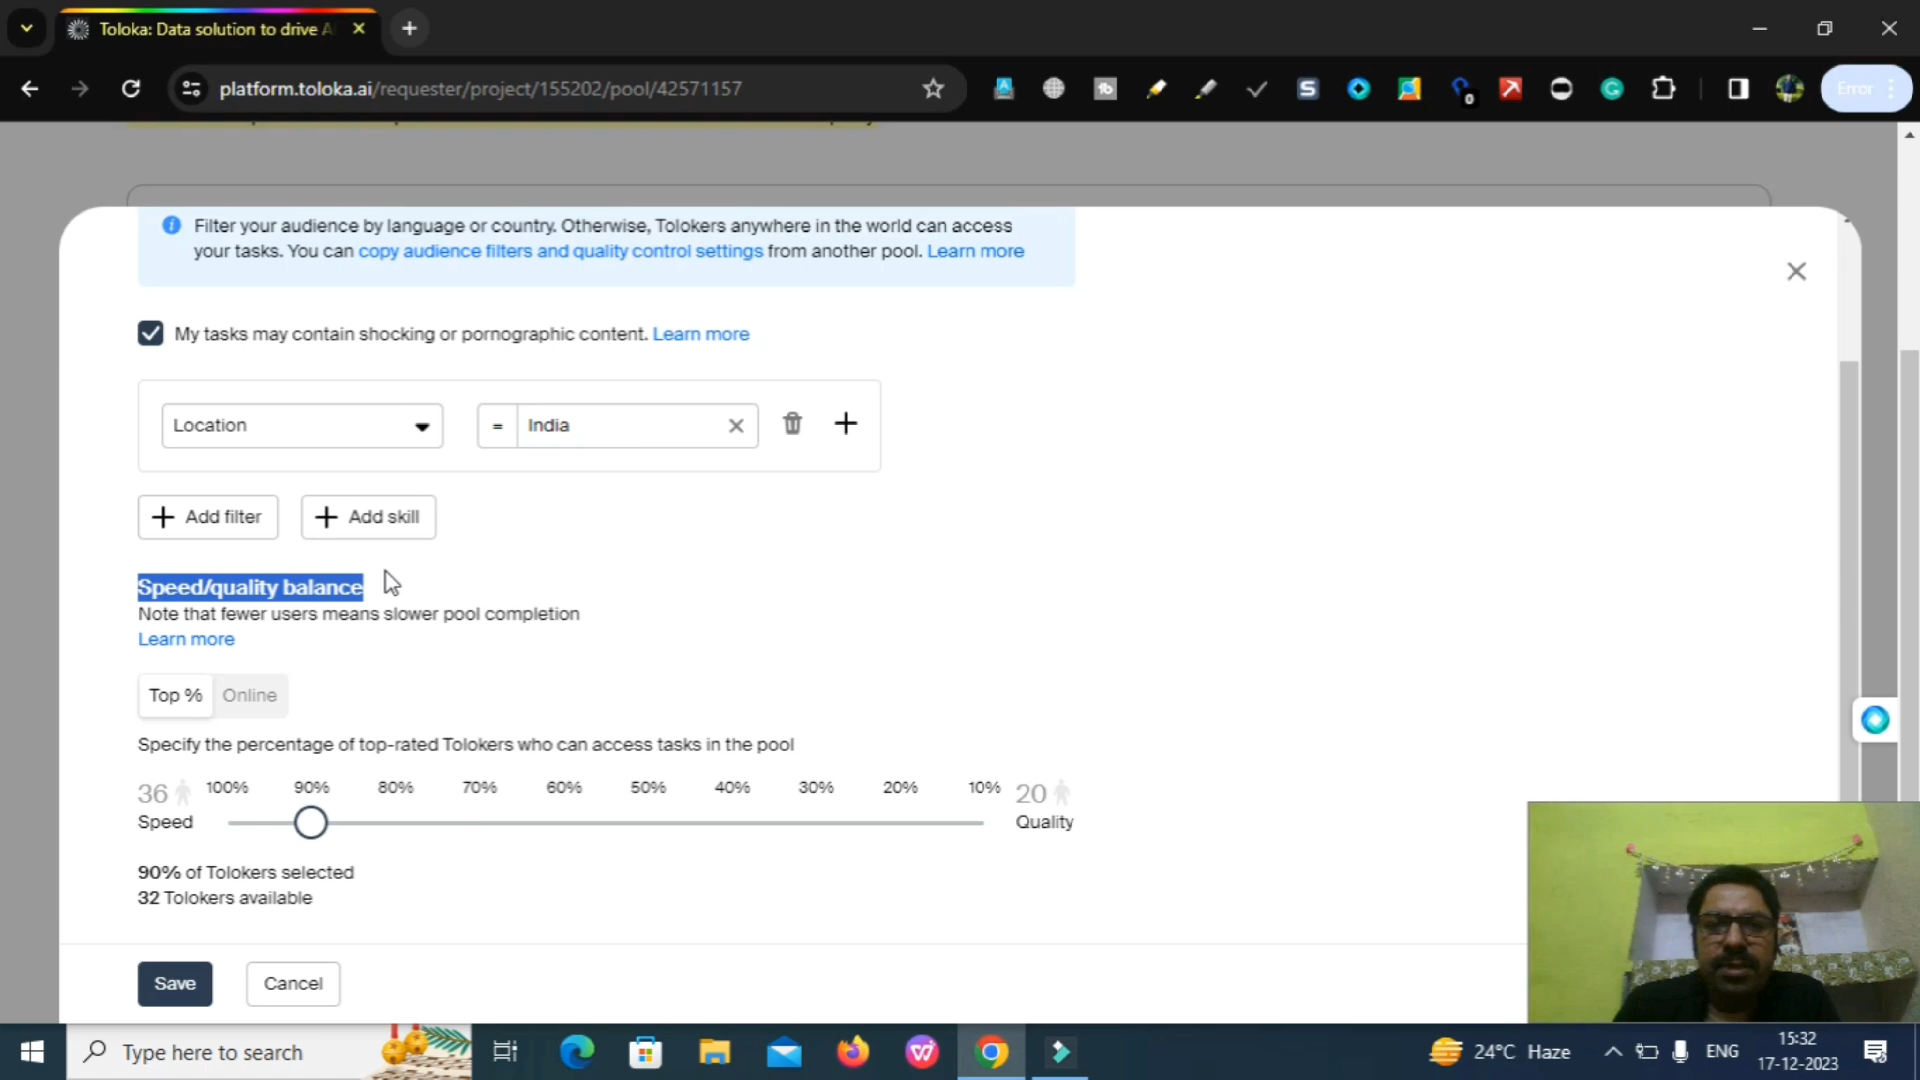 Toloka: Data solution to drive A
platform.toloka.ai/requester/project/155202/pool/42571157
Error
Filter your audience by language or country. Otherwise, Tolokers anywhere in the world can access
your tasks. You can copy audience filters and quality control settings from another pool. Learn more
My tasks may contain shocking or pornographic content. Learn more
Location
= India
Add filter
Add skill
Speed/quality balance
Note that fewer users means slower pool completion
Learn more
Top % Online
Specify the percentage of top-rated Tolokers who can access tasks in the pool
36 100% 90% 80% 70% 60% 50% 40% 30% 20% 10% 20
Speed Quality
90% of Tolokers selected
32 Tolokers available
Save Cancel
Type here to search
24°C Haze
ENG
15:32
17-12-2023